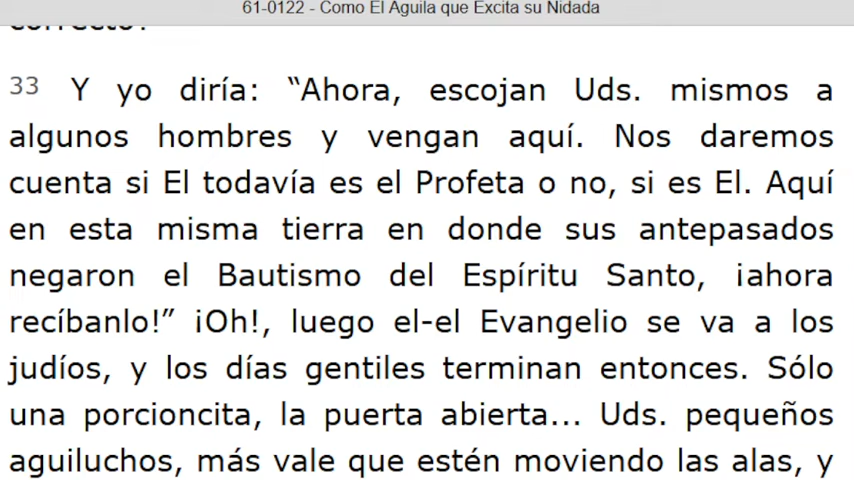 61-0122 - Como El Aguila que Excita su Nidada
correcto?
33 Y yo diría: “Ahora, escojan Uds. mismos a
algunos hombres y vengan aquí. Nos daremos
cuenta si El todavía es el Profeta o no, si es El. Aquí
en esta misma tierra en donde sus antepasados
negaron el Bautismo del Espíritu Santo, ¡ahora
recíbanlo!” ¡Oh!, luego el-el Evangelio se va a los
judíos, y los días gentiles terminan entonces. Sólo
una porcioncita, la puerta abierta... Uds. pequeños
aguiluchos, más vale que estén moviendo las alas, y